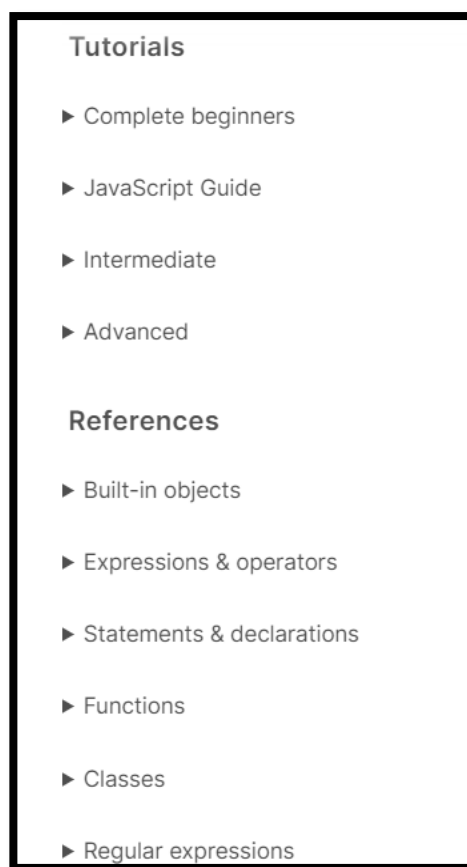 Tutorials
Complete beginners
JavaScript Guide
Intermediate
Advanced
References
Built-in objects
Expressions & operators
Statements & declarations
Functions
Classes
Regular expressions